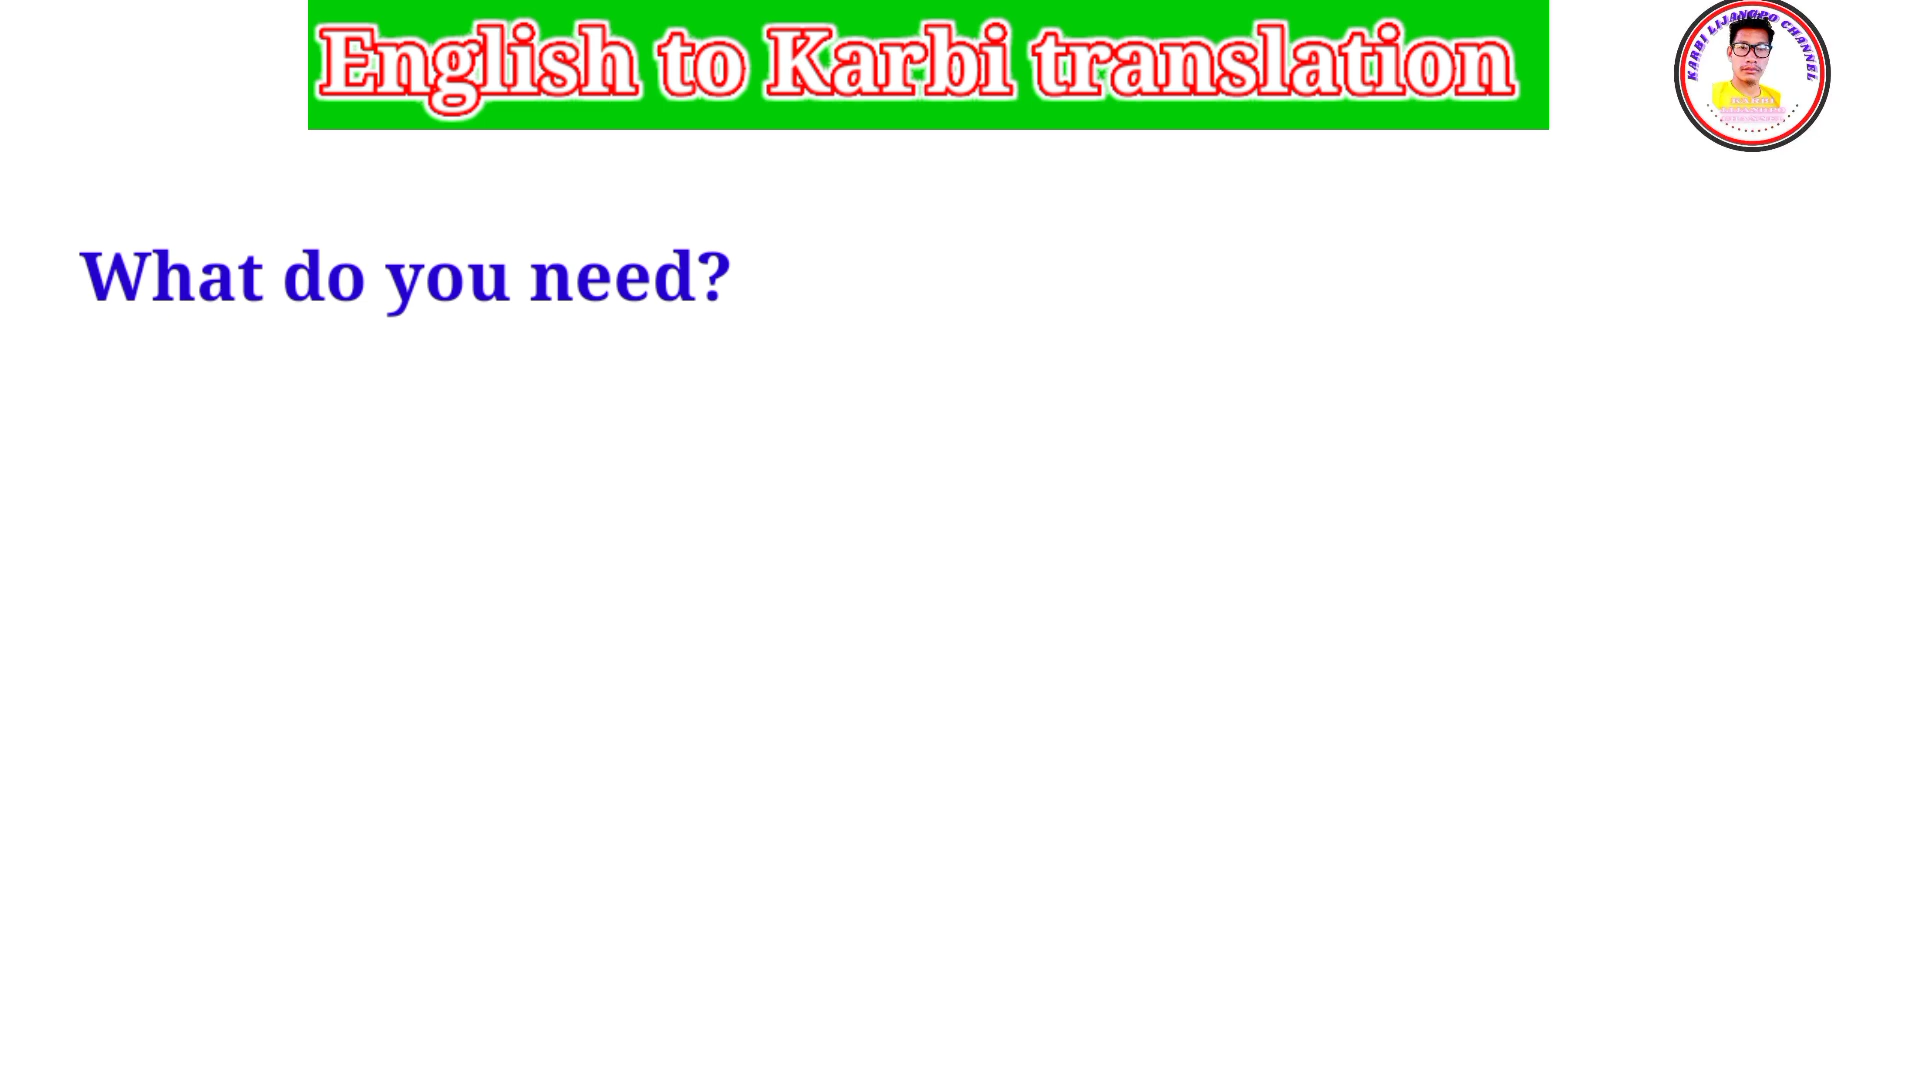 English to Karbi translation
KARBI LIJANGPO CHANNEL
What do you need?